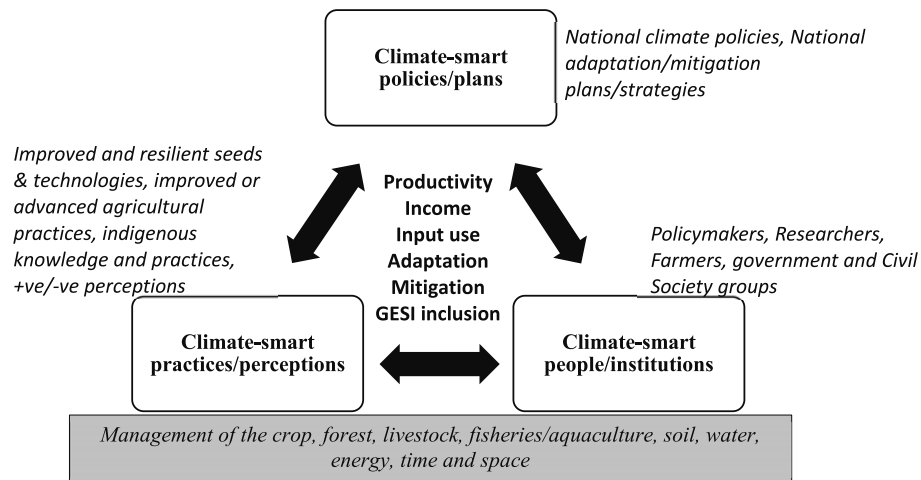 Climate-smart
policies/plans
National climate policies, National
adaptation/mitigation
plans/strategies
Improved and resilient seeds
& technologies, improved or
advanced agricultural
practices, indigenous
knowledge and practices,
+ve/-ve perceptions
Productivity
Income
Input use
Adaptation
Mitigation
GESI inclusion
Policymakers, Researchers,
Farmers, government and Civil
Society groups
Climate-smart
practices/perceptions
Climate-smart
people/institutions
Management of the crop, forest, livestock, fisheries/aquaculture, soil, water,
energy, time and space